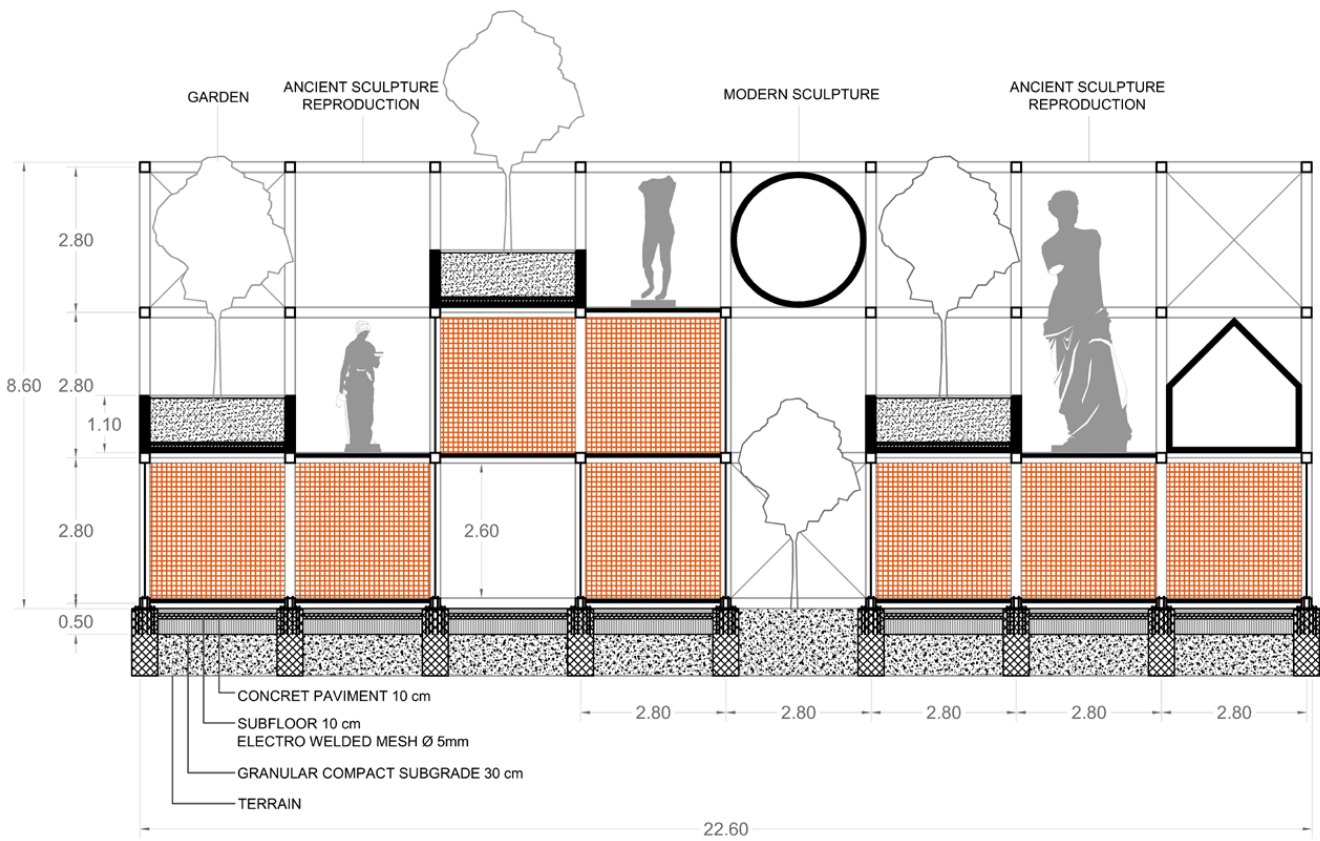 GARDEN
ANCIENT SCULPTURE
REPRODUCTION
MODERN SCULPTURE
ANCIENT SCULPTURE
REPRODUCTION
2.80
8.60
2.80
1.10
2.80
2.60
0.50
CONCRET PAVIMENT 10 cm
SUBFLOOR 10 cm
ELECTRO WELDED MESH Ø 5mm
GRANULAR COMPACT SUBGRADE 30 cm
TERRAIN
2.80
2.80
2.80
2.80
2.80
22.60